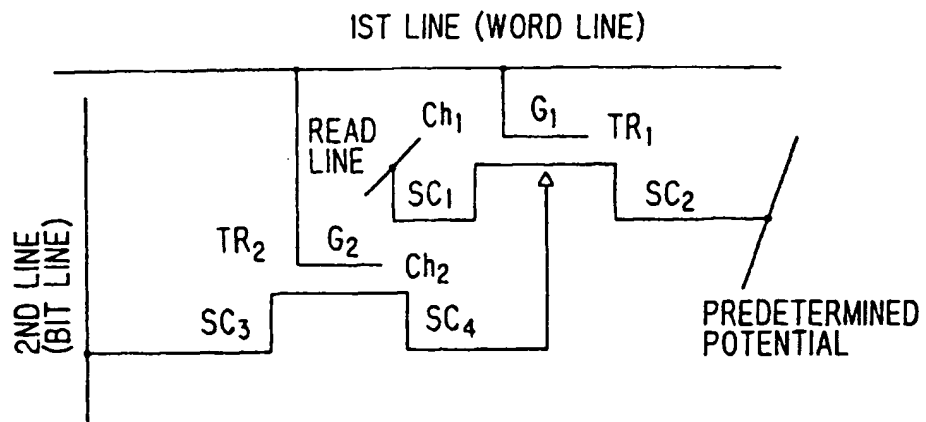 1ST LINE (WORD LINE)
READ
LINE
Ch₁
G₁
TR₁
SC₁
SC₂
TR₂
G₂
Ch₂
SC₃
SC₄
2ND LINE
(BIT LINE)
PREDETERMINED
POTENTIAL